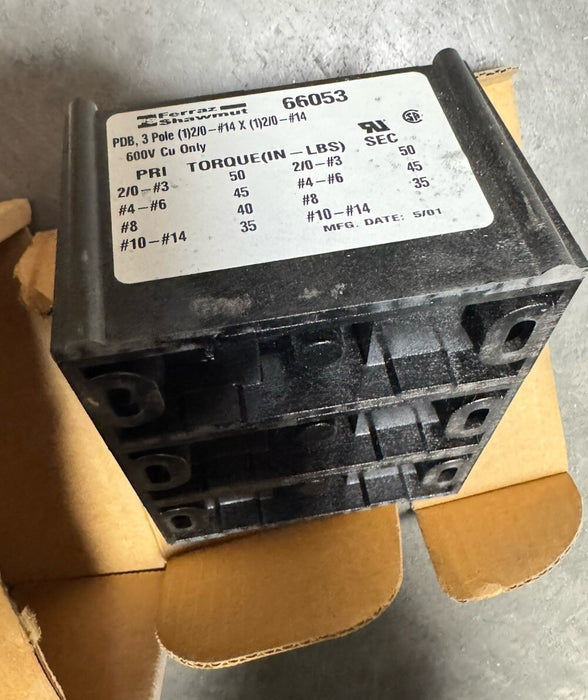 Ferraz Shawmut 66053
PDB, 3 Pole (1)2/0-#14 X (1)2/0-#14
600V Cu Only
TORQUE(IN-LBS)
PRI SEC
2/0-#3 50 2/0-#3 50
#4-#6 45 #4-#6 45
#8 40 #8
#10-#14 35 #10-#14 35
MFG. DATE: 5/01